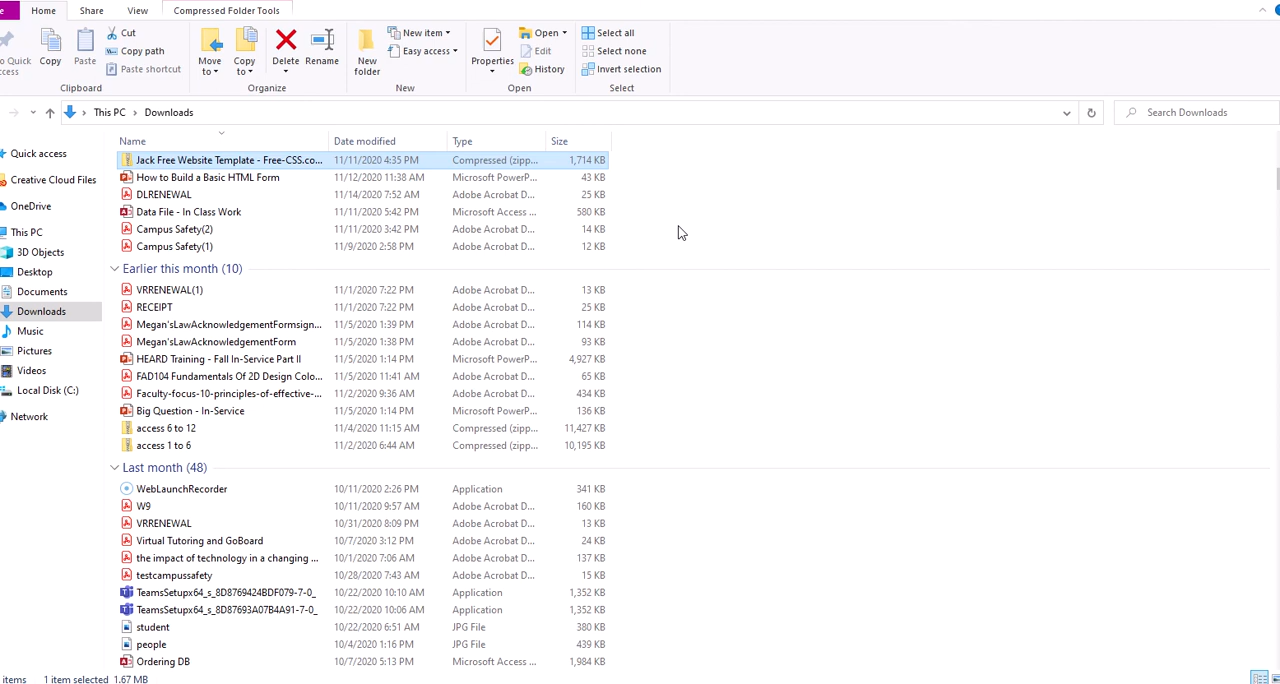 e Home Share View Compressed Folder Tools
o Quick
ccess
Copy
Paste
Cut
Copy path
Paste shortcut
Clipboard
Move
to
Copy
to
Delete
Rename
Organize
New
folder
New item
Easy access
New
Properties
Open
Edit
History
Open
Select all
Select none
Invert selection
Select
This PC > Downloads
Search Downloads
Quick access
Creative Cloud Files
OneDrive
This PC
3D Objects
Desktop
Documents
Downloads
Music
Pictures
Videos
Local Disk (C:)
Network
Name Date modified Type Size
Jack Free Website Template - Free-CSS.co... 11/11/2020 4:35 PM Compressed (zipp... 1,714 KB
How to Build a Basic HTML Form 11/12/2020 11:38 AM Microsoft PowerP... 43 KB
DLRENEWAL 11/14/2020 7:52 AM Adobe Acrobat D... 25 KB
Data File - In Class Work 11/11/2020 5:42 PM Microsoft Access ... 580 KB
Campus Safety(2) 11/11/2020 3:42 PM Adobe Acrobat D... 14 KB
Campus Safety(1) 11/9/2020 2:58 PM Adobe Acrobat D... 12 KB
Earlier this month (10)
VRRENEWAL(1) 11/1/2020 7:22 PM Adobe Acrobat D... 13 KB
RECEIPT 11/1/2020 7:22 PM Adobe Acrobat D... 25 KB
Megan'sLawAcknowledgementFormsign... 11/5/2020 1:39 PM Adobe Acrobat D... 114 KB
Megan'sLawAcknowledgementForm 11/5/2020 1:38 PM Adobe Acrobat D... 93 KB
HEARD Training - Fall In-Service Part II 11/5/2020 1:14 PM Microsoft PowerP... 4,927 KB
FAD104 Fundamentals Of 2D Design Colo... 11/5/2020 11:41 AM Adobe Acrobat D... 65 KB
Faculty-focus-10-principles-of-effective-... 11/2/2020 9:36 AM Adobe Acrobat D... 434 KB
Big Question - In-Service 11/5/2020 1:14 PM Microsoft PowerP... 136 KB
access 6 to 12 11/4/2020 11:15 AM Compressed (zipp... 11,427 KB
access 1 to 6 11/2/2020 6:44 AM Compressed (zipp... 10,195 KB
Last month (48)
WebLaunchRecorder 10/11/2020 2:26 PM Application 341 KB
W9 10/11/2020 9:57 AM Adobe Acrobat D... 160 KB
VRRENEWAL 10/31/2020 8:09 PM Adobe Acrobat D... 13 KB
Virtual Tutoring and GoBoard 10/7/2020 3:12 PM Adobe Acrobat D... 24 KB
the impact of technology in a changing ... 10/1/2020 7:06 AM Adobe Acrobat D... 137 KB
testcampussafety 10/28/2020 7:43 AM Adobe Acrobat D... 15 KB
TeamsSetupx64_s_8D8769424BDF079-7-0_ 10/22/2020 10:10 AM Application 1,352 KB
TeamsSetupx64_s_8D87693A07B4A91-7-0_ 10/22/2020 10:06 AM Application 1,352 KB
student 10/22/2020 6:51 AM JPG File 380 KB
people 10/4/2020 1:16 PM JPG File 439 KB
Ordering DB 10/7/2020 5:13 PM Microsoft Access ... 1,984 KB
items 1 item selected 1.67 MB